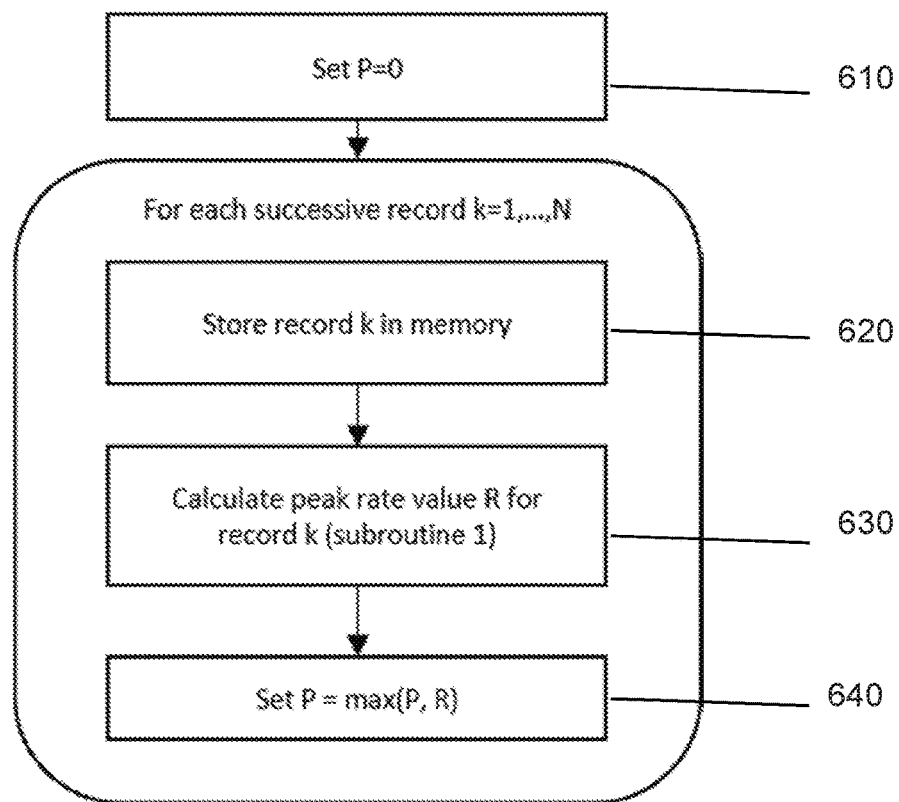 Set P=0
610
For each successive record k=1,...,N
Store record k in memory
620
Calculate peak rate value R for
record k (subroutine 1)
630
Set P = max(P, R)
640